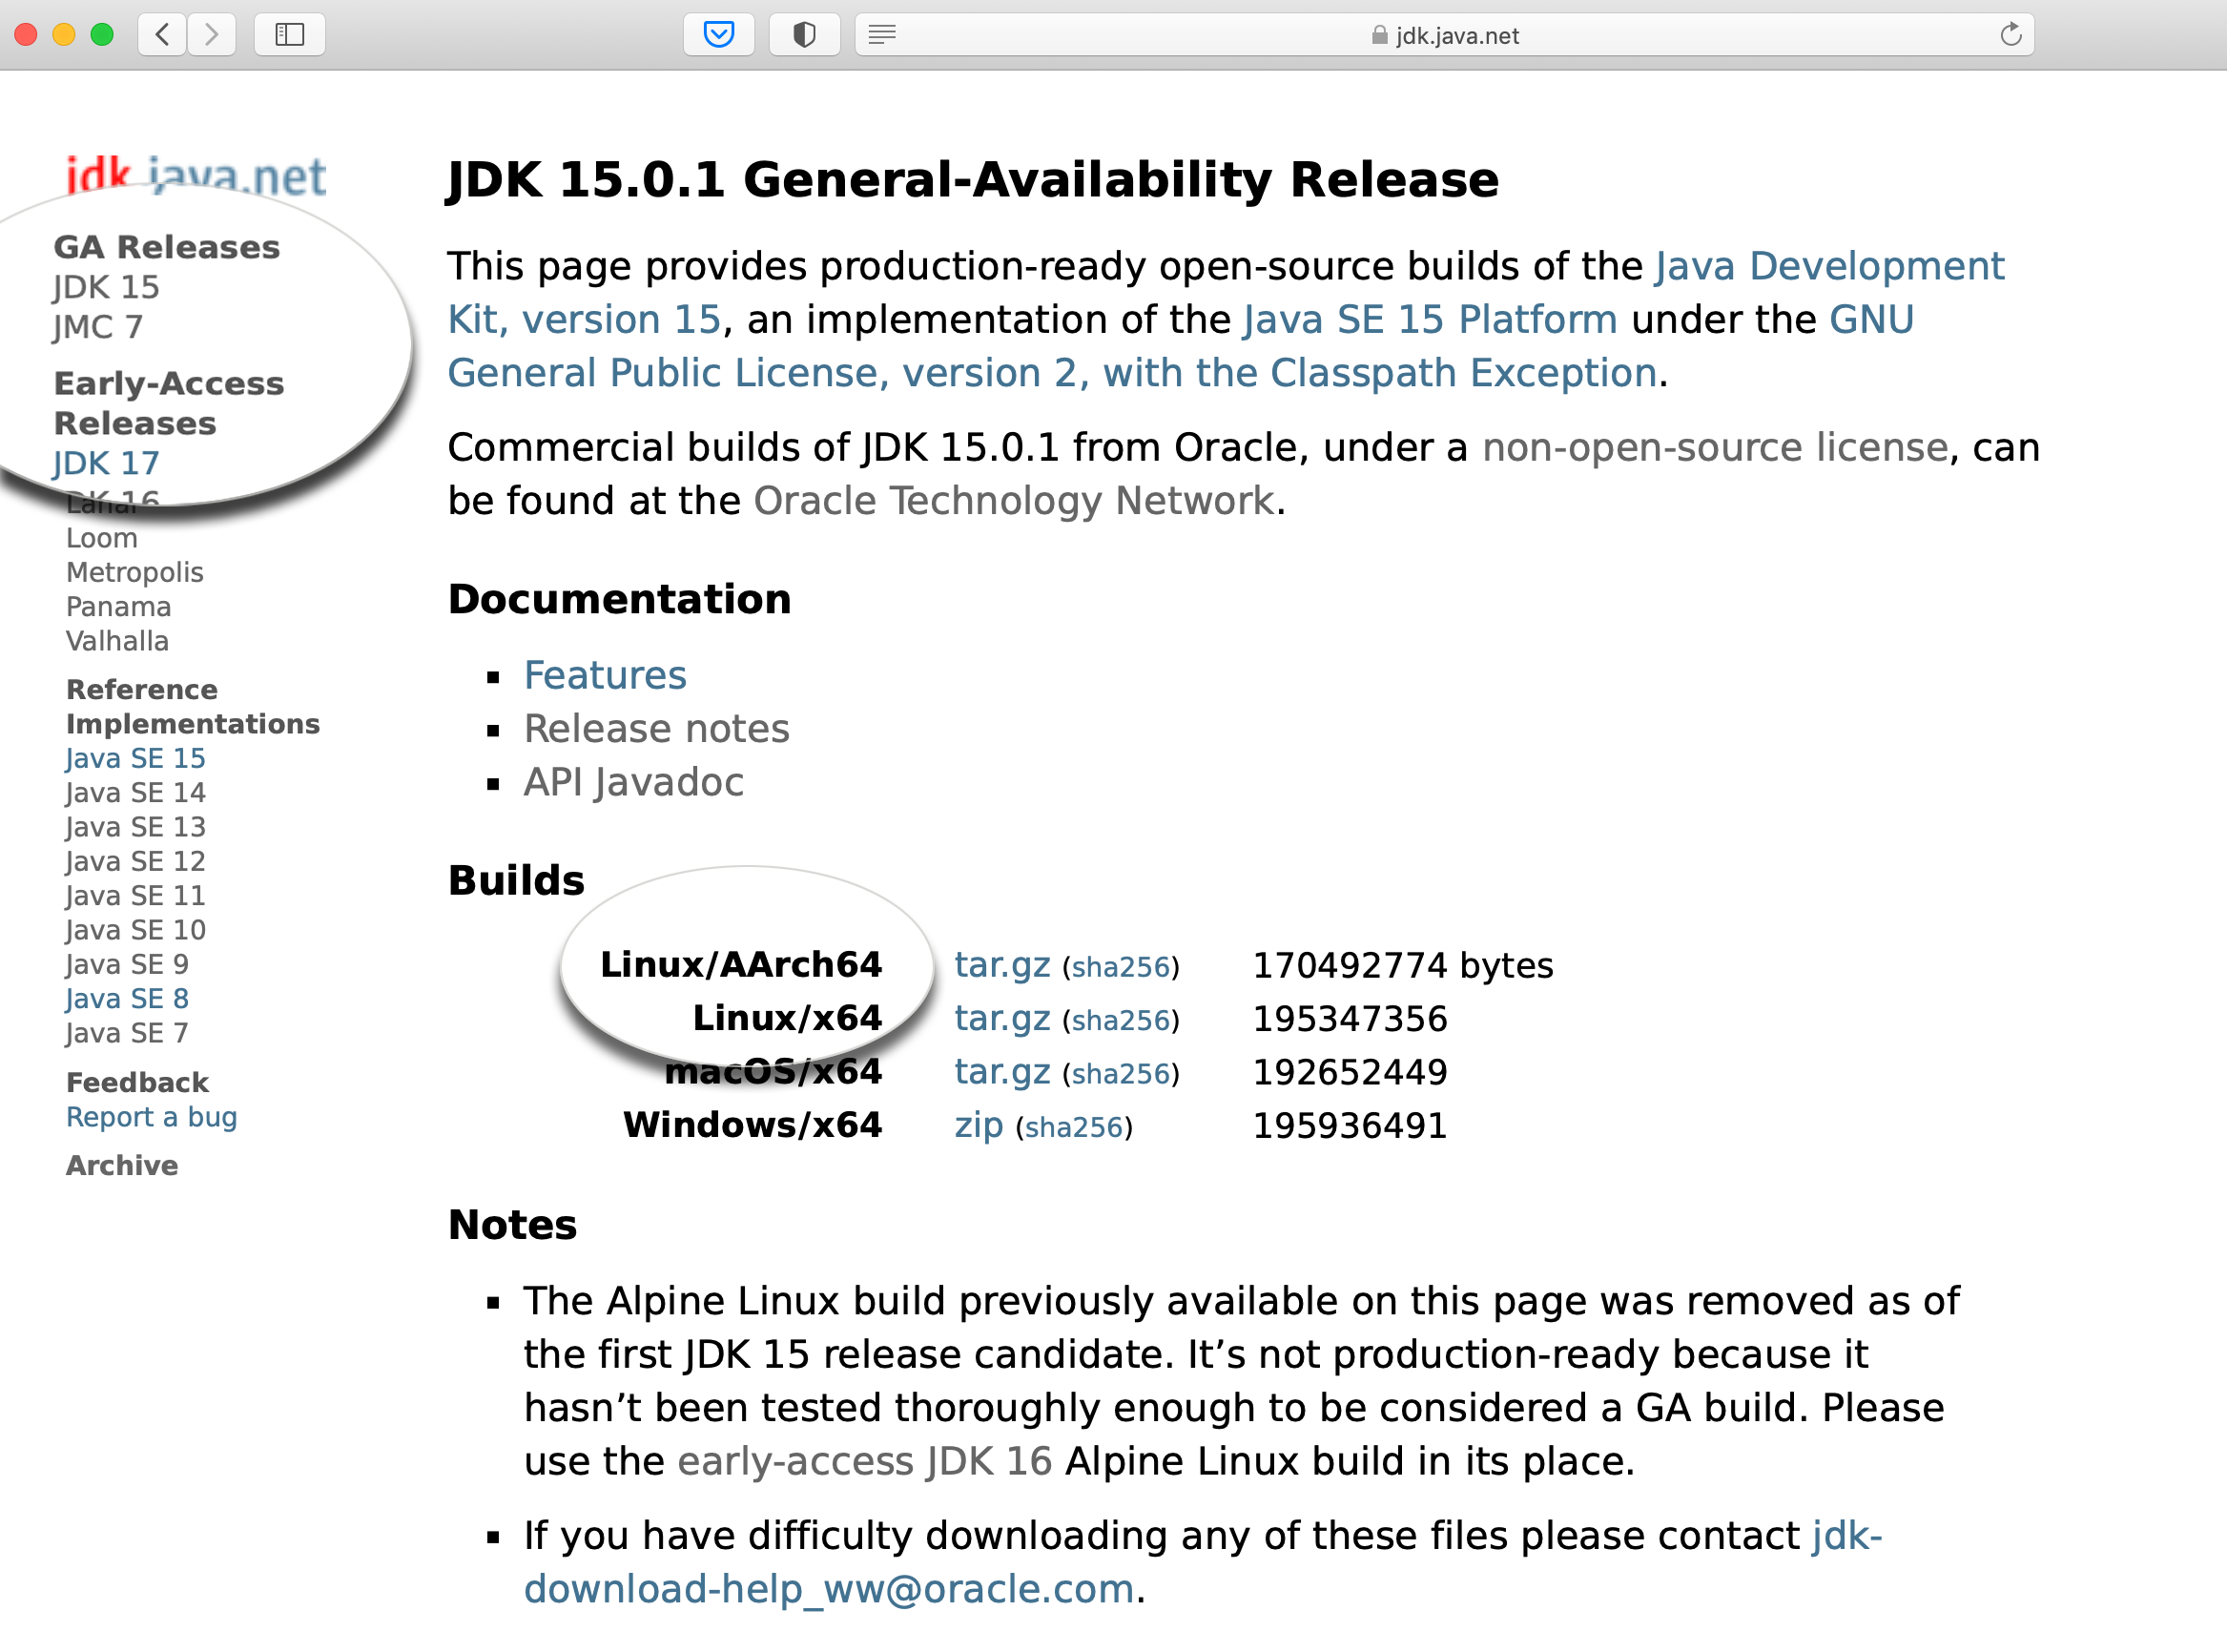 jdk.java.net
jdk.java.net
GA Releases
JDK 15
JMC 7
Early-Access
Releases
JDK 17
JDK 16
Lanai
Loom
Metropolis
Panama
Valhalla
Reference
Implementations
Java SE 15
Java SE 14
Java SE 13
Java SE 12
Java SE 11
Java SE 10
Java SE 9
Java SE 8
Java SE 7
Feedback
Report a bug
Archive
JDK 15.0.1 General-Availability Release
This page provides production-ready open-source builds of the Java Development
Kit, version 15, an implementation of the Java SE 15 Platform under the GNU
General Public License, version 2, with the Classpath Exception.
Commercial builds of JDK 15.0.1 from Oracle, under a non-open-source license, can
be found at the Oracle Technology Network.
Documentation
▪ Features
▪ Release notes
▪ API Javadoc
Builds
Linux/AArch64 tar.gz (sha256) 170492774 bytes
Linux/x64 tar.gz (sha256) 195347356
macOS/x64 tar.gz (sha256) 192652449
Windows/x64 zip (sha256) 195936491
Notes
▪ The Alpine Linux build previously available on this page was removed as of
the first JDK 15 release candidate. It’s not production-ready because it
hasn’t been tested thoroughly enough to be considered a GA build. Please
use the early-access JDK 16 Alpine Linux build in its place.
▪ If you have difficulty downloading any of these files please contact jdk-
download-help_ww@oracle.com.